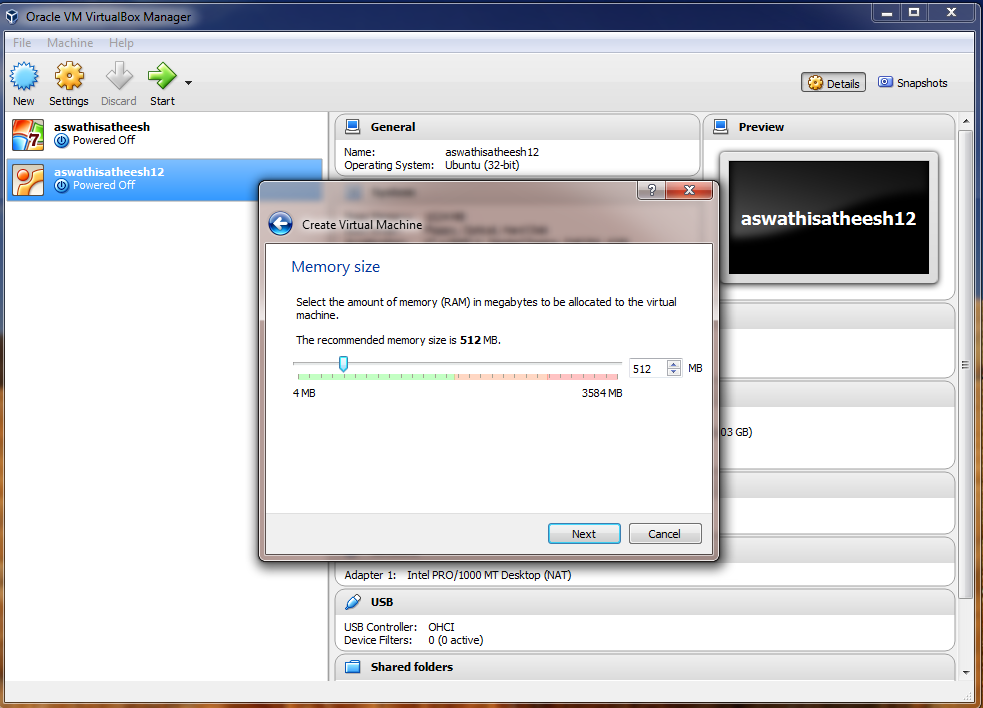 Oracle VM VirtualBox Manager
File Machine Help
New Settings Discard Start
Details Snapshots
aswathisatheesh
Powered Off
aswathisatheesh12
Powered Off
General
Name: aswathisatheesh12
Operating System: Ubuntu (32-bit)
Preview
aswathisatheesh12
?
Create Virtual Machine
Memory size
Select the amount of memory (RAM) in megabytes to be allocated to the virtual
machine.
The recommended memory size is 512 MB.
512 MB
4 MB 3584 MB
Next Cancel
03 GB)
Adapter 1: Intel PRO/1000 MT Desktop (NAT)
USB
USB Controller: OHCI
Device Filters: 0 (0 active)
Shared folders